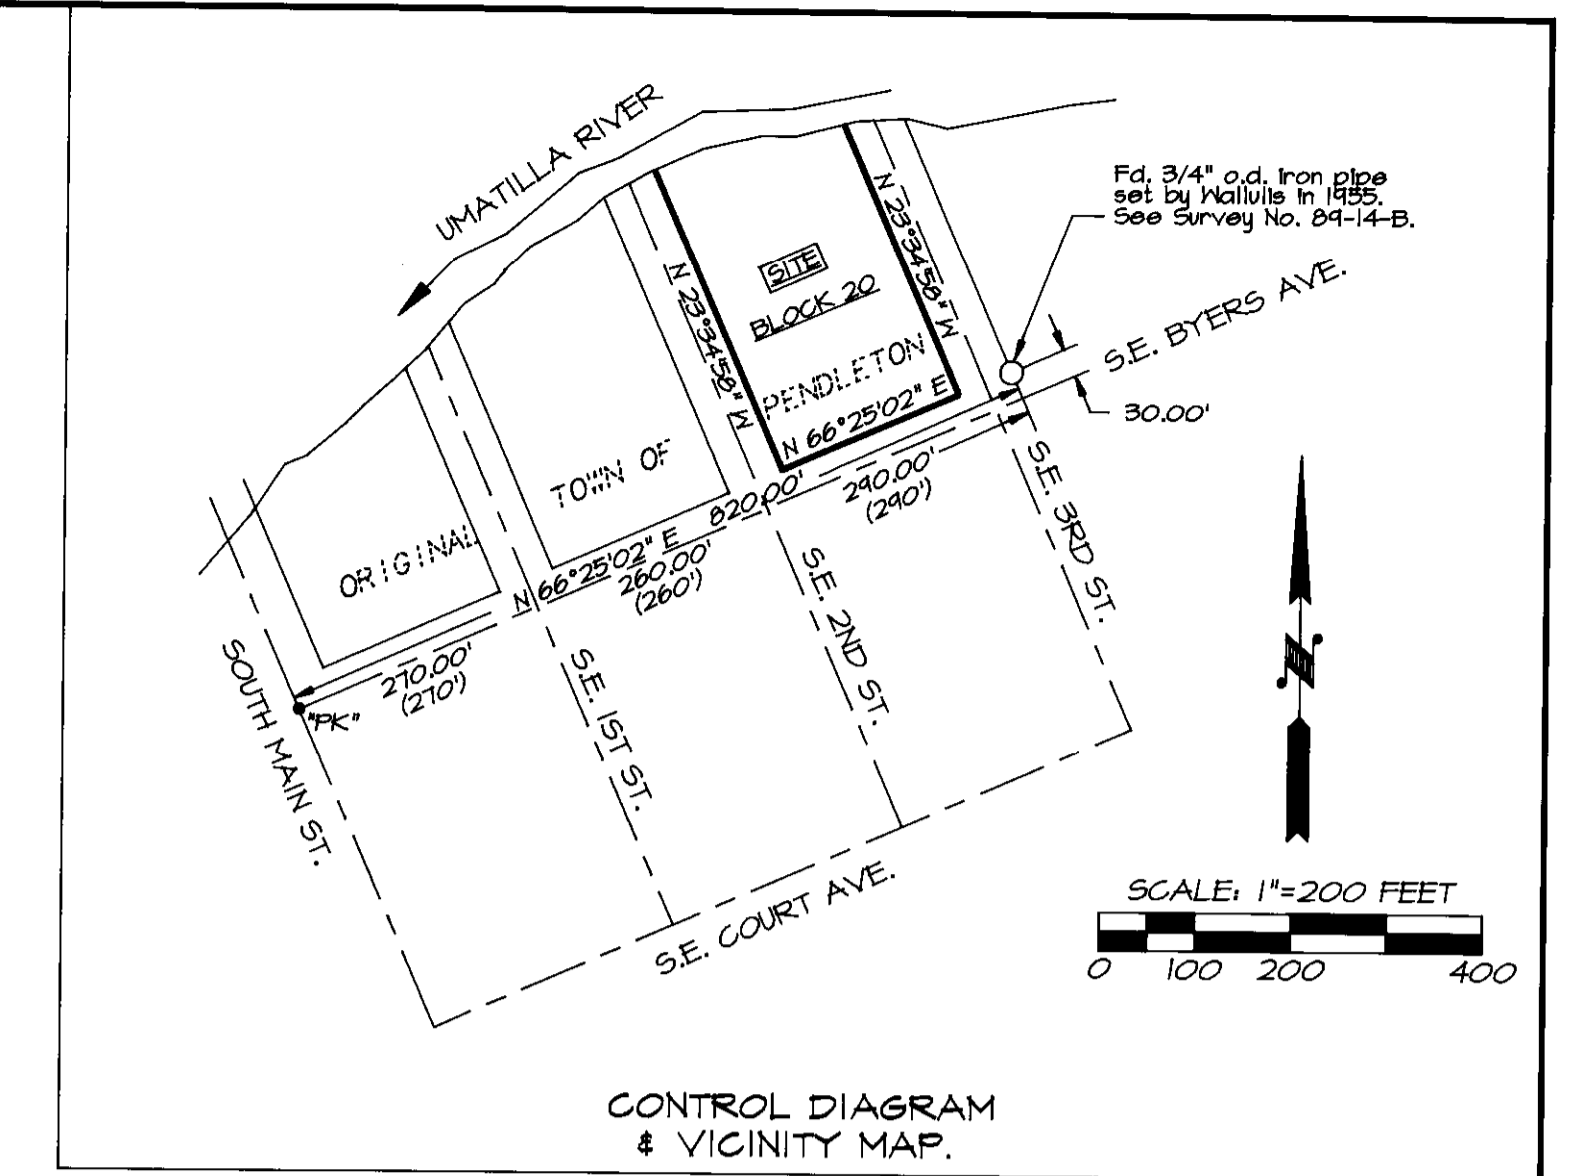 UMATILLA RIVER
Fd. 3/4" o.d. iron pipe
set by Wallulis in 1955.
See Survey No. 89-14-B.
N 23°34'58" W
N 23°34'58" W
SITE
BLOCK 20
PENDLETON
N 66°25'02" E
S.E. BYERS AVE.
30.00'
TOWN OF
ORIGINAL
820.00'
290.00'
(290')
N 66°25'02" E
260.00'
(260')
270.00'
(270')
"PK"
SOUTH MAIN ST.
S.E. 1ST ST.
S.E. 2ND ST.
S.E. 3RD ST.
S.E. COURT AVE.
N
SCALE: 1"=200 FEET
0 100 200 400
CONTROL DIAGRAM
& VICINITY MAP.